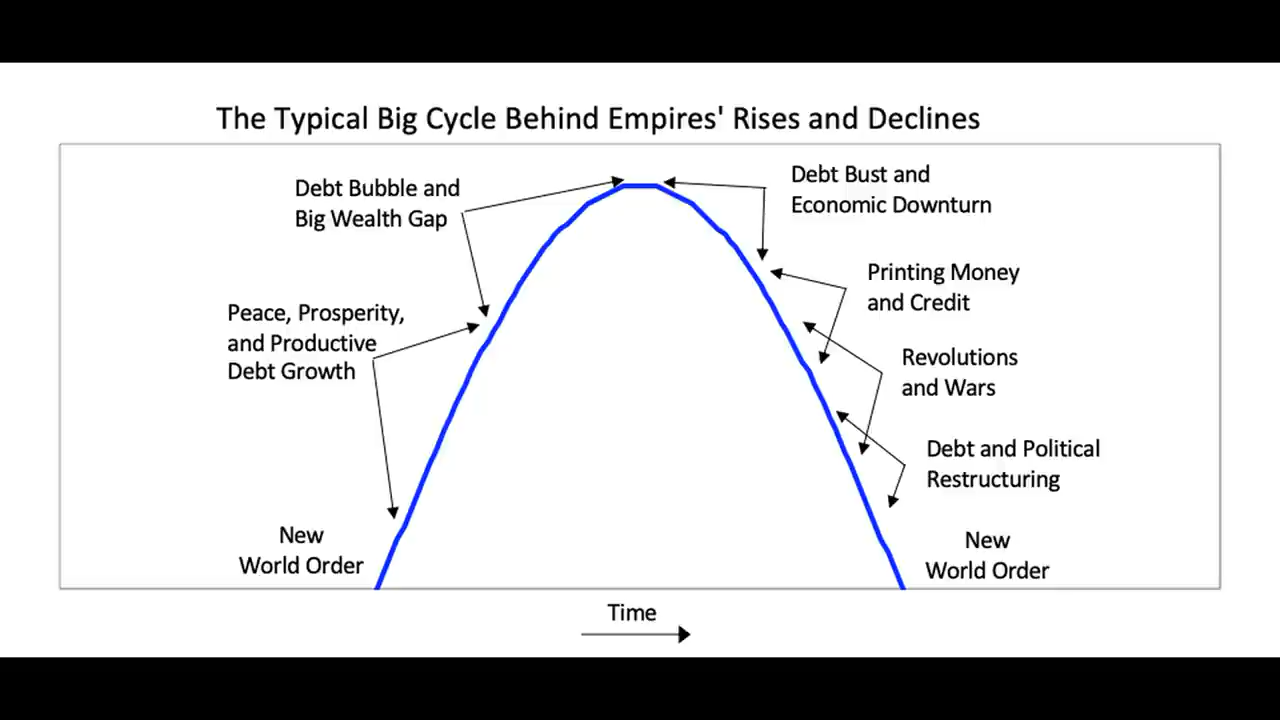 The Typical Big Cycle Behind Empires' Rises and Declines
Debt Bubble and
Big Wealth Gap
Debt Bust and
Economic Downturn
Printing Money
and Credit
Peace, Prosperity,
and Productive
Debt Growth
Revolutions
and Wars
Debt and Political
Restructuring
New
World Order
New
World Order
Time